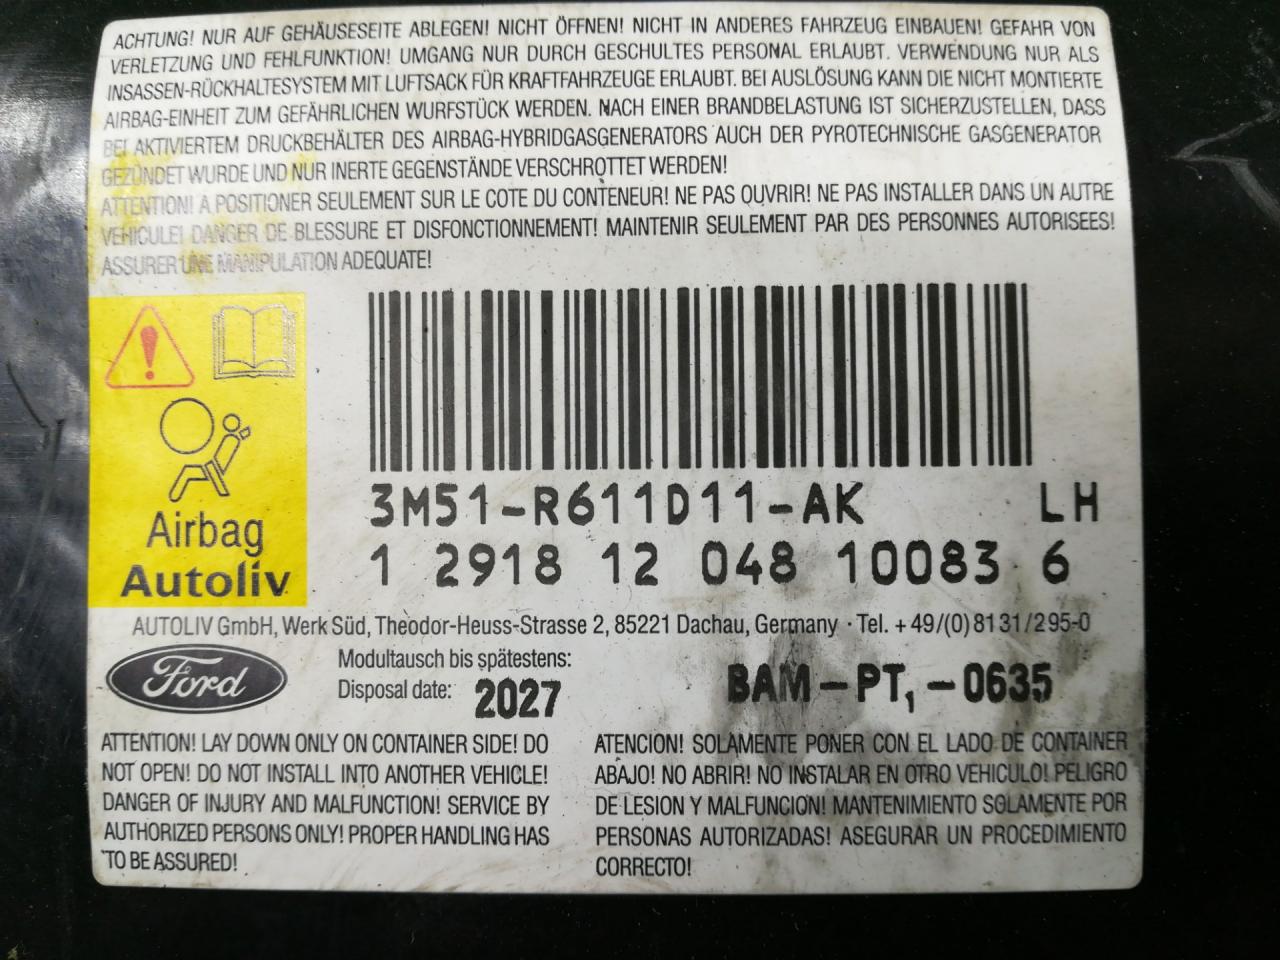 ACHTUNG! NUR AUF GEHÄUSESEITE ABLEGEN! NICHT ÖFFNEN! NICHT IN ANDERES FAHRZEUG EINBAUEN! GEFAHR VON
VERLETZUNG UND FEHLFUNKTION! UMGANG NUR DURCH GESCHULTES PERSONAL ERLAUBT. VERWENDUNG NUR ALS
INSASSEN-RÜCKHALTESYSTEM MIT LUFTSACK FÜR KRAFTFAHRZEUGE ERLAUBT. BEI AUSLÖSUNG KANN DIE NICHT MONTIERTE
AIRBAG-EINHEIT ZUM GEFÄHRLICHEN WURFSTÜCK WERDEN. NACH EINER BRANDBELASTUNG IST SICHERZUSTELLEN, DASS
BEI AKTIVIERTEM DRUCKBEHÄLTER DES AIRBAG-HYBRIDGASGENERATORS AUCH DER PYROTECHNISCHE GASGENERATOR
GEZÜNDET WURDE UND NUR INERTE GEGENSTÄNDE VERSCHROTTET WERDEN!
ATTENTION! A POSITIONER SEULEMENT SUR LE COTE DU CONTENEUR! NE PAS OUVRIR! NE PAS INSTALLER DANS UN AUTRE
VEHICULE! DANGER DE BLESSURE ET DISFONCTIONNEMENT! MAINTENIR SEULEMENT PAR DES PERSONNES AUTORISEES!
ASSURER UNE MANIPULATION ADEQUATE!
Airbag
Autoliv
3M51-R611D11-AK LH
1 2918 12 048 10083 6
AUTOLIV GmbH, Werk Süd, Theodor-Heuss-Strasse 2, 85221 Dachau, Germany · Tel. +49/(0)8131/295-0
Ford
Modultausch bis spätestens:
Disposal date: 2027
BAM-PT,-0635
ATTENTION! LAY DOWN ONLY ON CONTAINER SIDE! DO
NOT OPEN! DO NOT INSTALL INTO ANOTHER VEHICLE!
DANGER OF INJURY AND MALFUNCTION! SERVICE BY
AUTHORIZED PERSONS ONLY! PROPER HANDLING HAS
TO BE ASSURED!
ATENCION! SOLAMENTE PONER CON EL LADO DE CONTAINER
ABAJO! NO ABRIR! NO INSTALAR EN OTRO VEHICULO! PELIGRO
DE LESION Y MALFUNCION! MANTENIMIENTO SOLAMENTE POR
PERSONAS AUTORIZADAS! ASEGURAR UN PROCEDIMIENTO
CORRECTO!